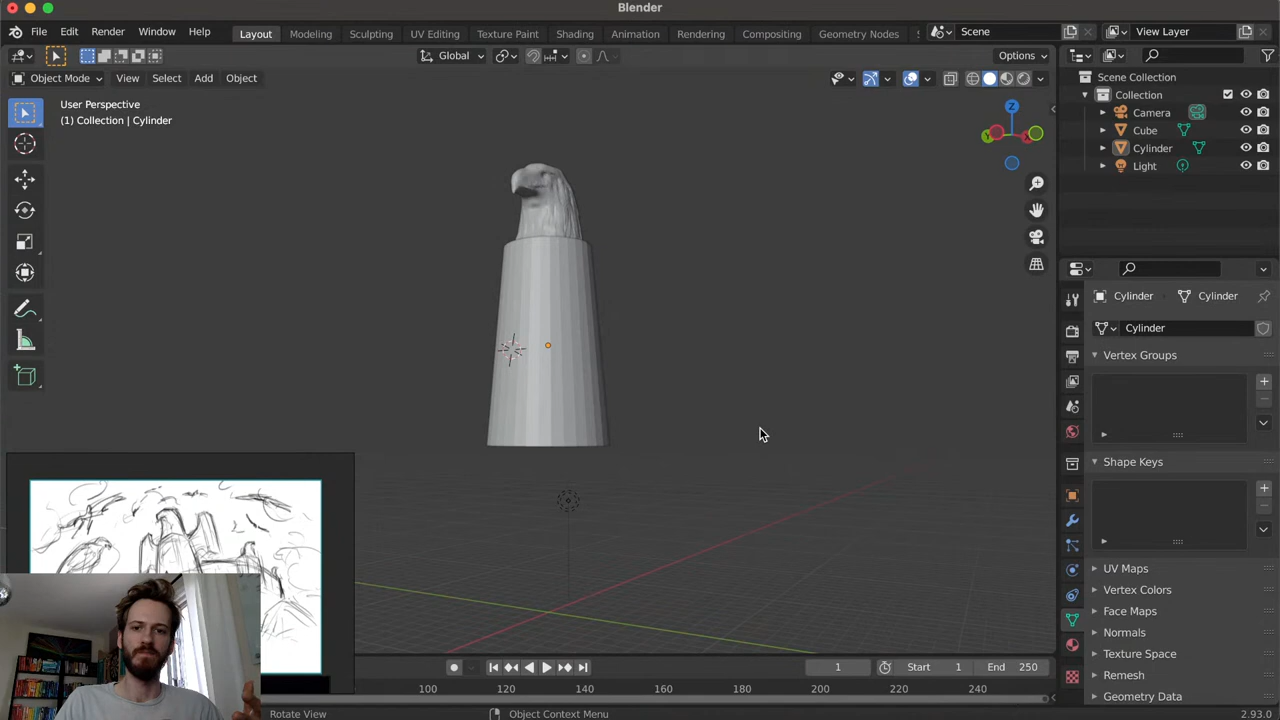 Blender
File Edit Render Window Help
Layout Modeling Sculpting UV Editing Texture Paint Shading Animation Rendering Compositing Geometry Nodes
Scene
View Layer
Global
Options
Object Mode View Select Add Object
User Perspective
(1) Collection | Cylinder
Z
Y
X
Scene Collection
Collection
Camera
Cube
Cylinder
Light
Cylinder Cylinder
Cylinder
Vertex Groups
Shape Keys
UV Maps
Vertex Colors
Face Maps
Normals
Texture Space
Remesh
Geometry Data
1 Start 1 End 250
100 120 140 160 180 200 220 240
Rotate View Object Context Menu 2.93.0